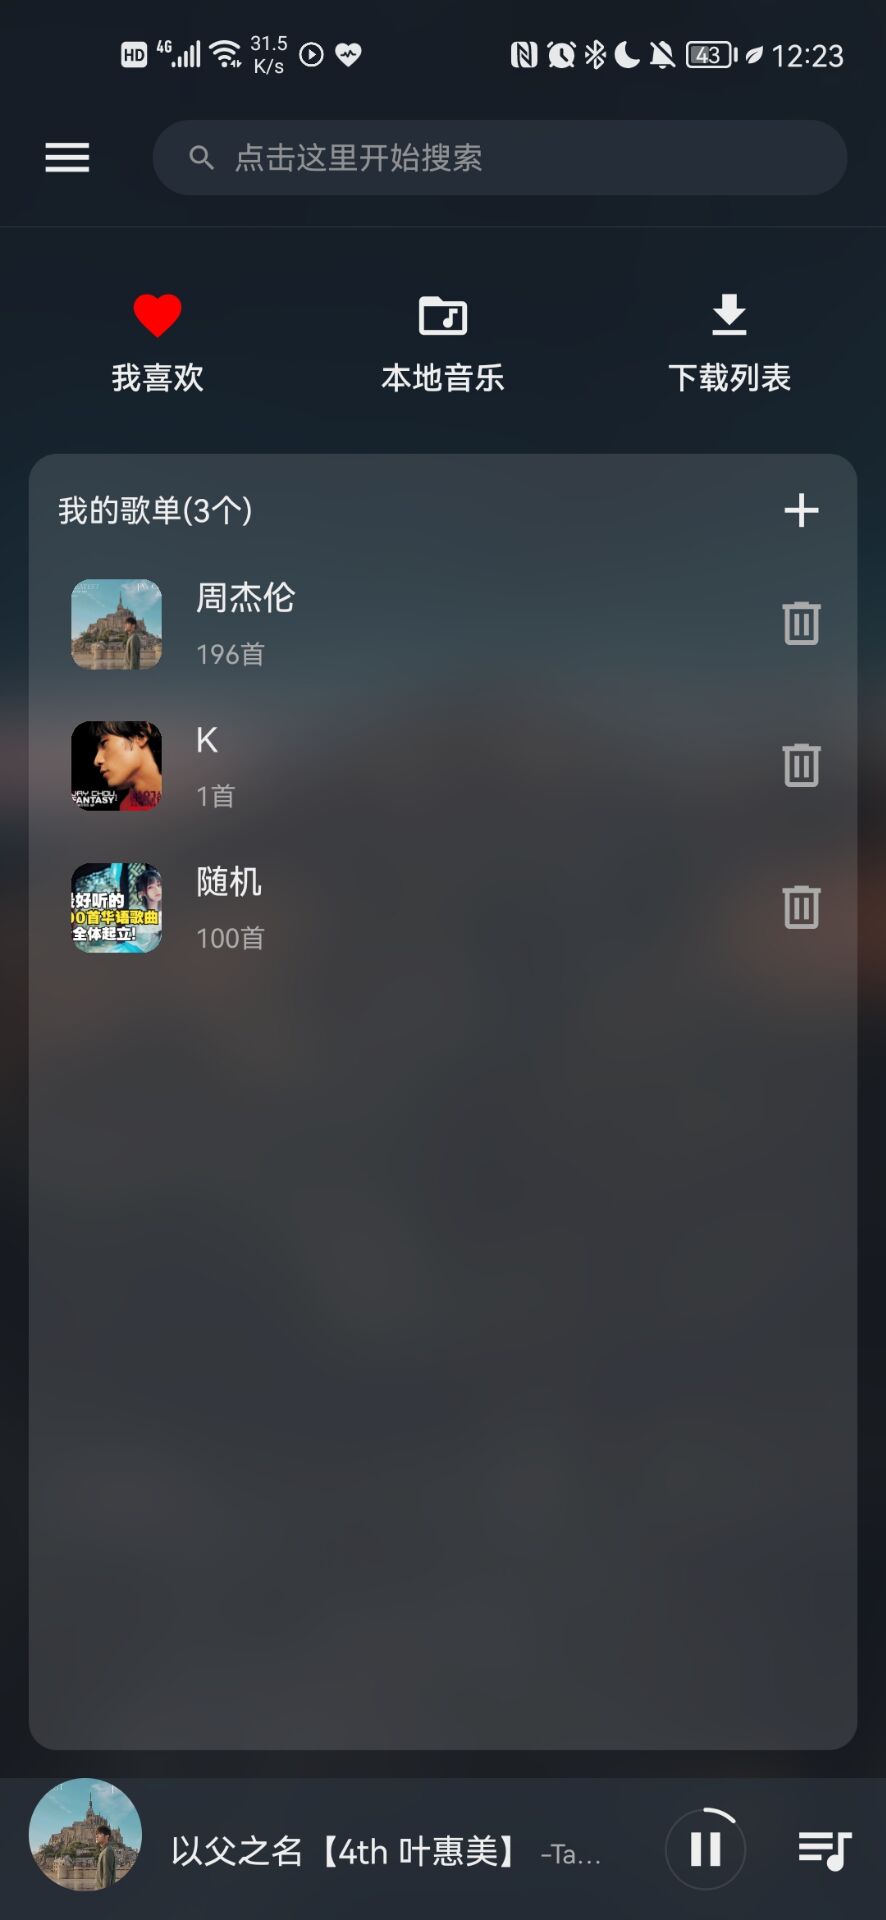 HD 4G 31.5 K/s 43 12:23
点击这里开始搜索
我喜欢 本地音乐 下载列表
我的歌单(3个)
周杰伦
196首
K
1首
JAY CHOU
FANTASY
随机
100首
好听的
00首华语歌曲
全体起立!
以父之名【4th 叶惠美】 -Ta...